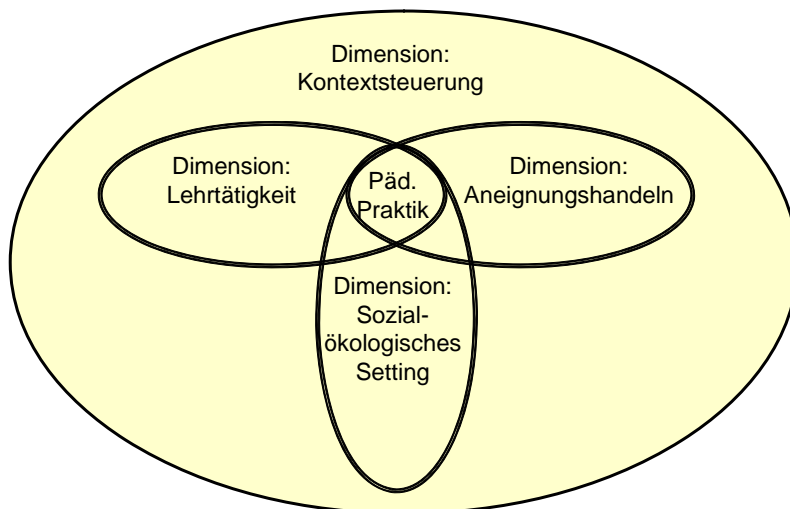 Dimension:
Kontextsteuerung
Dimension:
Lehrtätigkeit
Päd.
Praktik
Dimension:
Aneignungshandeln
Dimension:
Sozial-
ökologisches
Setting